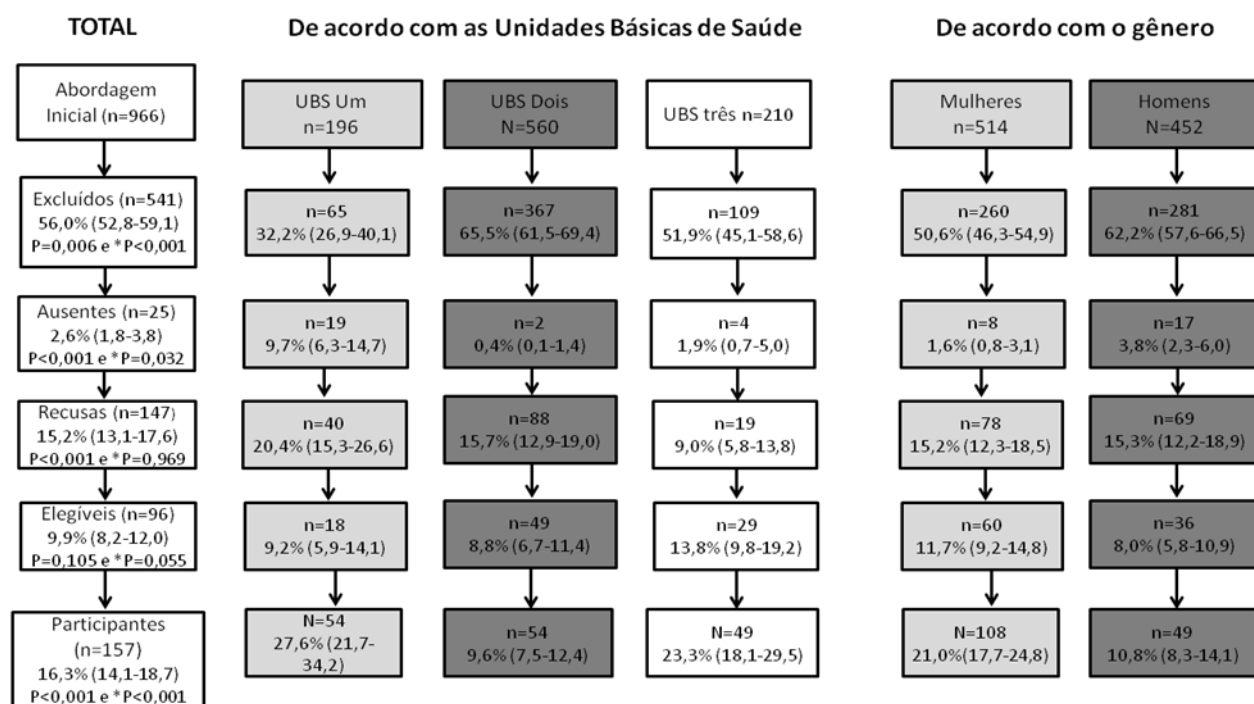 TOTAL
De acordo com as Unidades Básicas de Saúde
De acordo com o gênero
Abordagem
Inicial (n=966)
Excluídos (n=541)
56,0% (52,8-59,1)
P=0,006 e *P<0,001
Ausentes (n=25)
2,6% (1,8-3,8)
P<0,001 e *P=0,032
Recusas (n=147)
15,2% (13,1-17,6)
P<0,001 e *P=0,969
Elegíveis (n=96)
9,9% (8,2-12,0)
P=0,105 e *P=0,055
Participantes
(n=157)
16,3% (14,1-18,7)
P<0,001 e *P<0,001
UBS Um
n=196
n=65
32,2% (26,9-40,1)
n=19
9,7% (6,3-14,7)
n=40
20,4% (15,3-26,6)
n=18
9,2% (5,9-14,1)
N=54
27,6% (21,7-
34,2)
UBS Dois
N=560
n=367
65,5% (61,5-69,4)
n=2
0,4% (0,1-1,4)
n=88
15,7% (12,9-19,0)
n=49
8,8% (6,7-11,4)
n=54
9,6% (7,5-12,4)
UBS três n=210
n=109
51,9% (45,1-58,6)
n=4
1,9% (0,7-5,0)
n=19
9,0% (5,8-13,8)
n=29
13,8% (9,8-19,2)
N=49
23,3% (18,1-29,5)
Mulheres
n=514
n=260
50,6% (46,3-54,9)
n=8
1,6% (0,8-3,1)
n=78
15,2% (12,3-18,5)
n=60
11,7% (9,2-14,8)
N=108
21,0%(17,7-24,8)
Homens
N=452
n=281
62,2% (57,6-66,5)
n=17
3,8% (2,3-6,0)
n=69
15,3% (12,2-18,9)
n=36
8,0% (5,8-10,9)
n=49
10,8% (8,3-14,1)